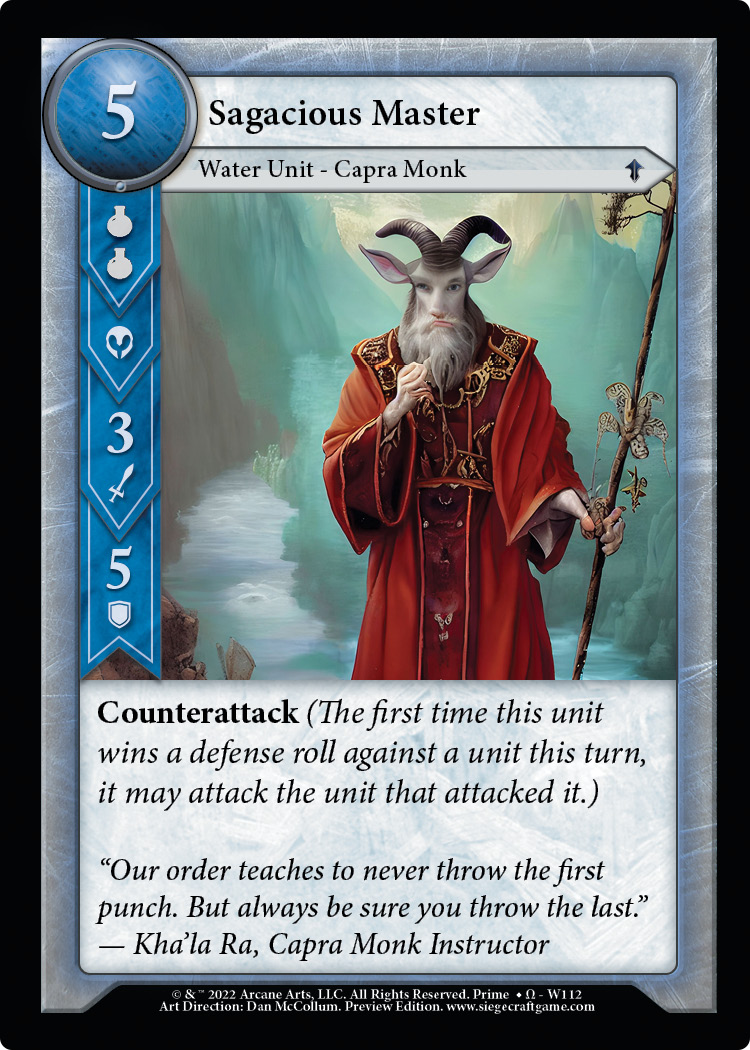 5
Sagacious Master
Water Unit - Capra Monk
3
5
Counterattack (The first time this unit
wins a defense roll against a unit this turn,
it may attack the unit that attacked it.)
“Our order teaches to never throw the first
punch. But always be sure you throw the last.”
— Kha’la Ra, Capra Monk Instructor
© & ™ 2022 Arcane Arts, LLC. All Rights Reserved. Prime ♦ Ω - W112
Art Direction: Dan McCollum. Preview Edition. www.siegecraftgame.com